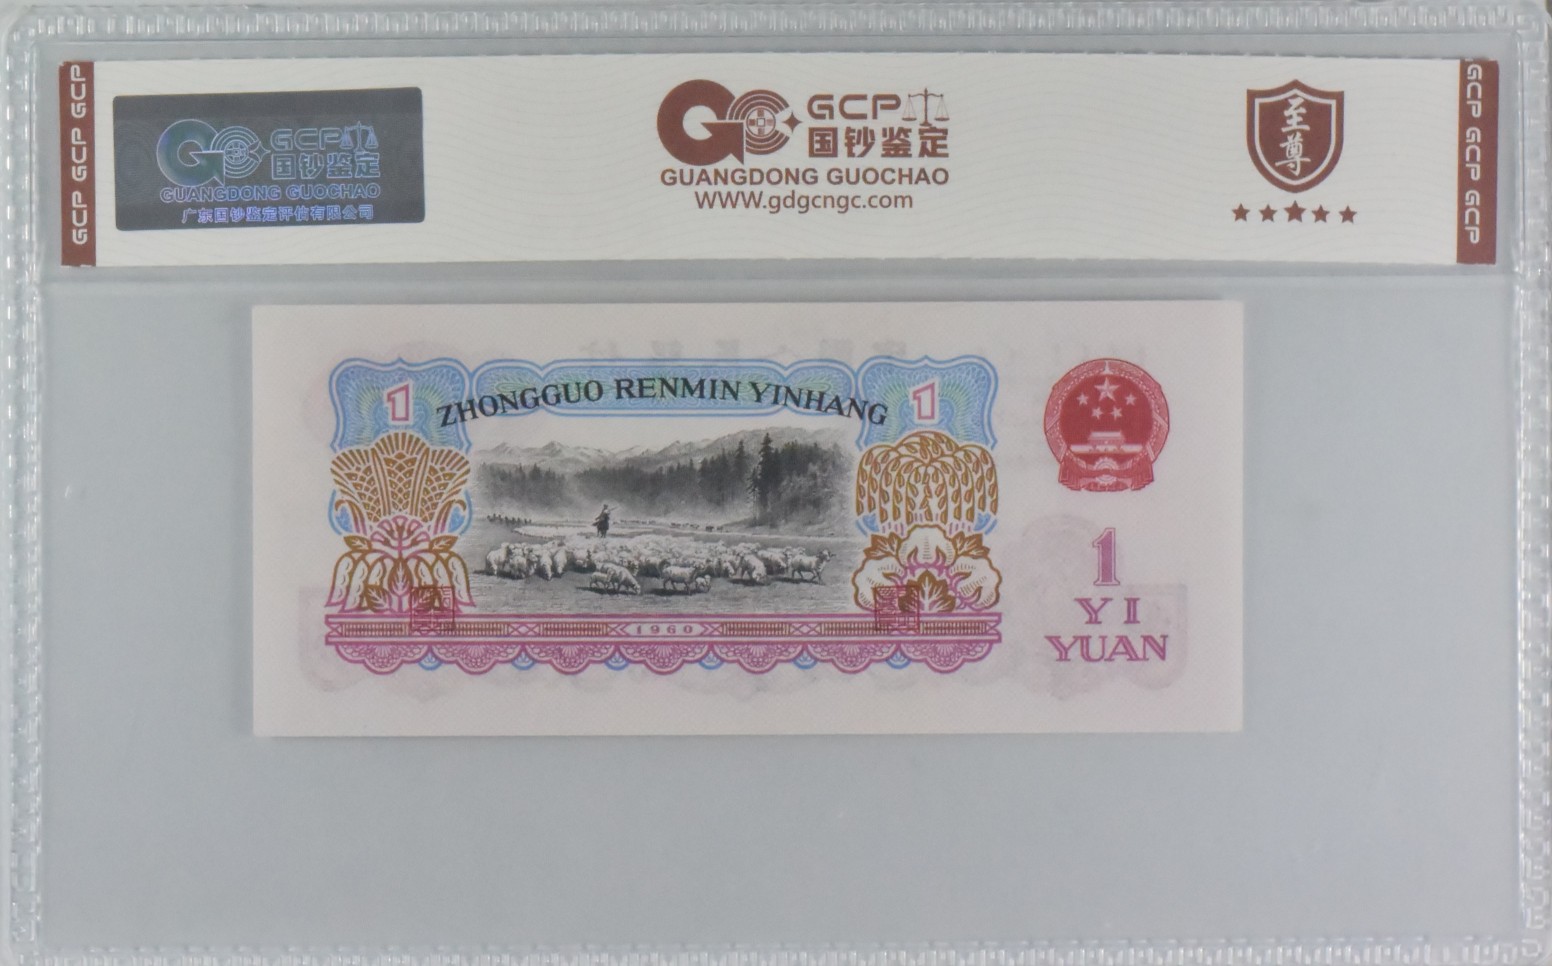 GCP GCP GCP
GCP
国钞鉴定
GUANGDONG GUOCHAO
广东国钞鉴定评估有限公司
GCP
国钞鉴定
GUANGDONG GUOCHAO
WWW.gdgcngc.com
至尊
GCP GCP GCP
1
ZHONGGUO RENMIN YINHANG
1
1960
1
YI
YUAN